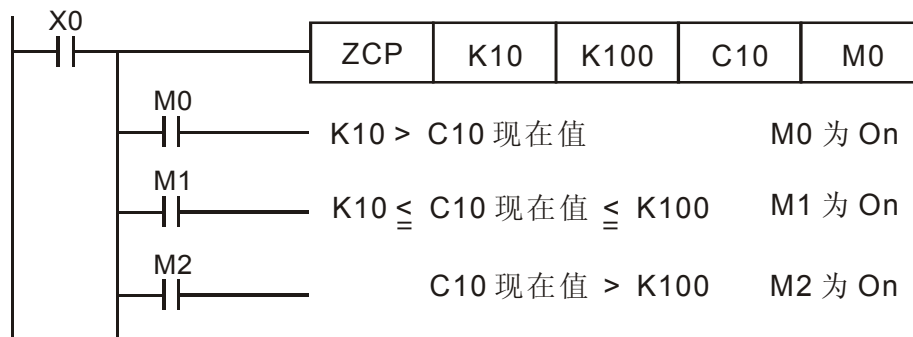 X0
ZCP K10 K100 C10 M0
M0
K10 > C10 现在值 M0 为 On
M1
K10 ≦ C10 现在值 ≦ K100 M1 为 On
M2
C10 现在值 > K100 M2 为 On